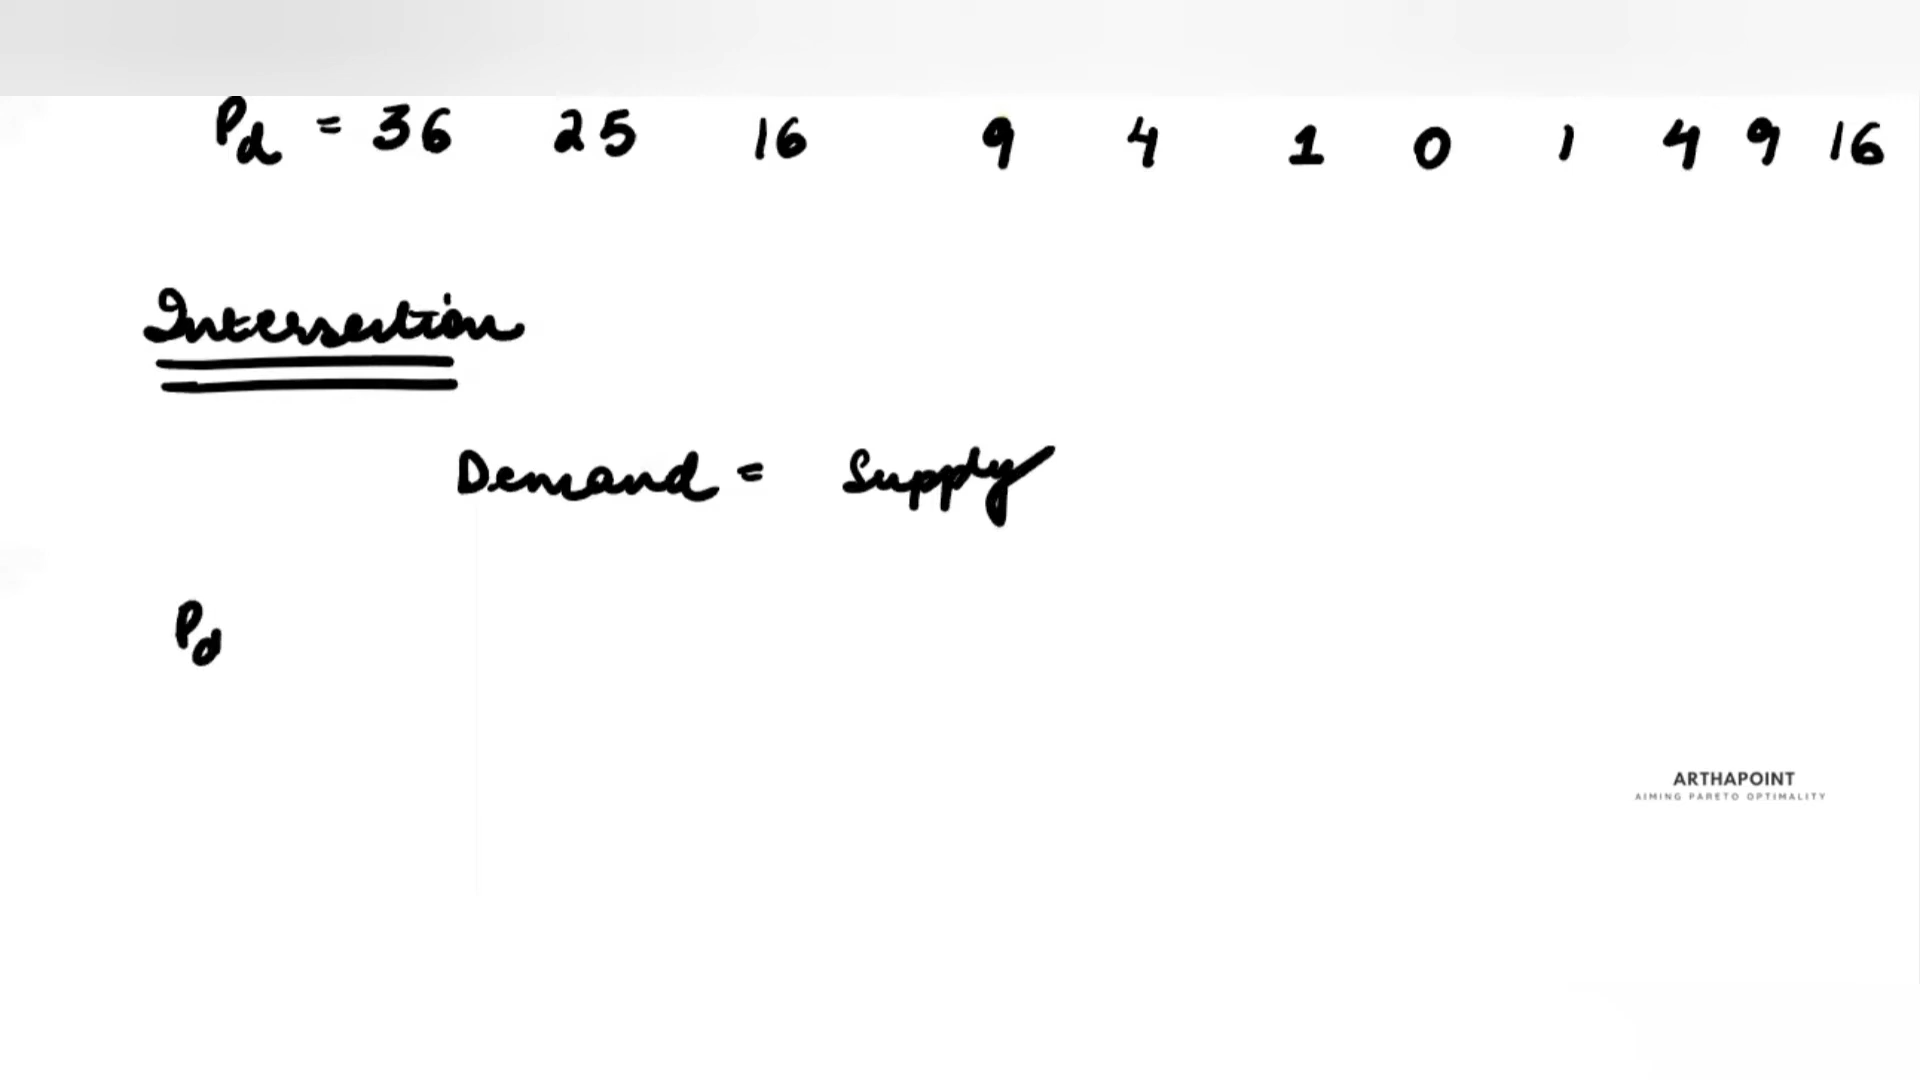 Pd = 36 25 16 9 4 1 0 1 4 9 16
Intersection
Demand = Supply
Pd
ARTHAPOINT
AIMING PARETO OPTIMALITY